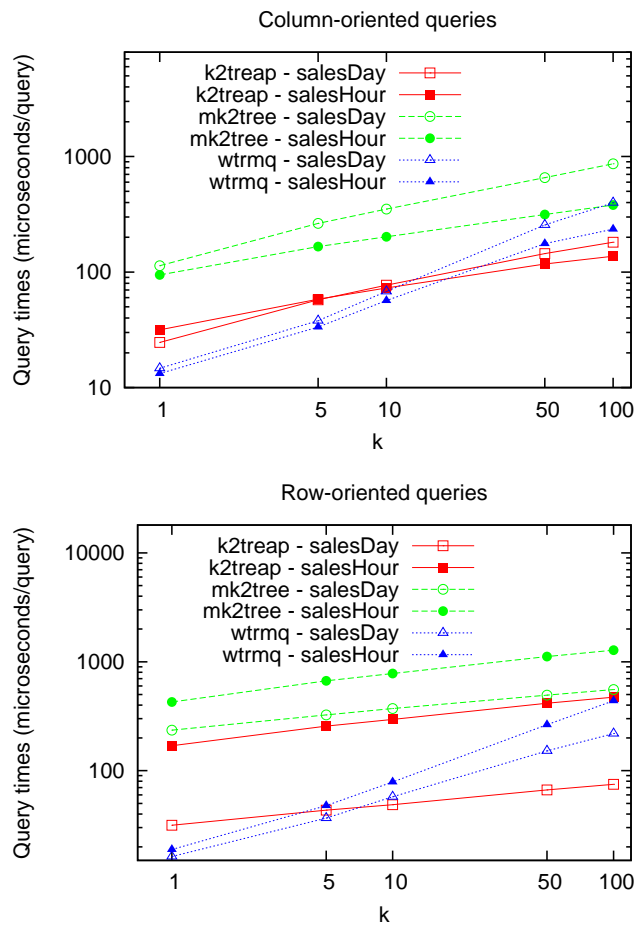 Column-oriented queries
k2treap - salesDay
k2treap - salesHour
mk2tree - salesDay
mk2tree - salesHour
wtrmq - salesDay
wtrmq - salesHour
Query times (microseconds/query)
1000
100
10
1 5 10 50 100
k
Row-oriented queries
k2treap - salesDay
k2treap - salesHour
mk2tree - salesDay
mk2tree - salesHour
wtrmq - salesDay
wtrmq - salesHour
Query times (microseconds/query)
10000
1000
100
1 5 10 50 100
k